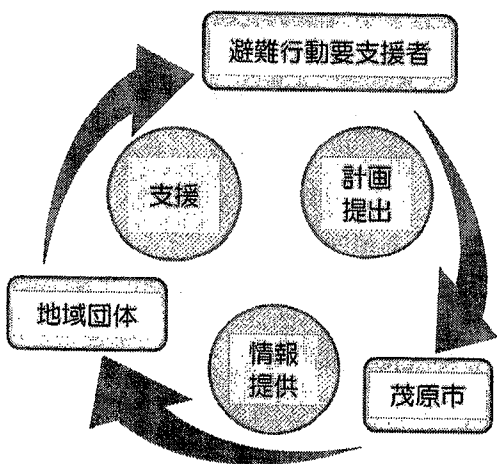 避難行動要支援者
支援
計画
提出
地域団体
情報
提供
茂原市